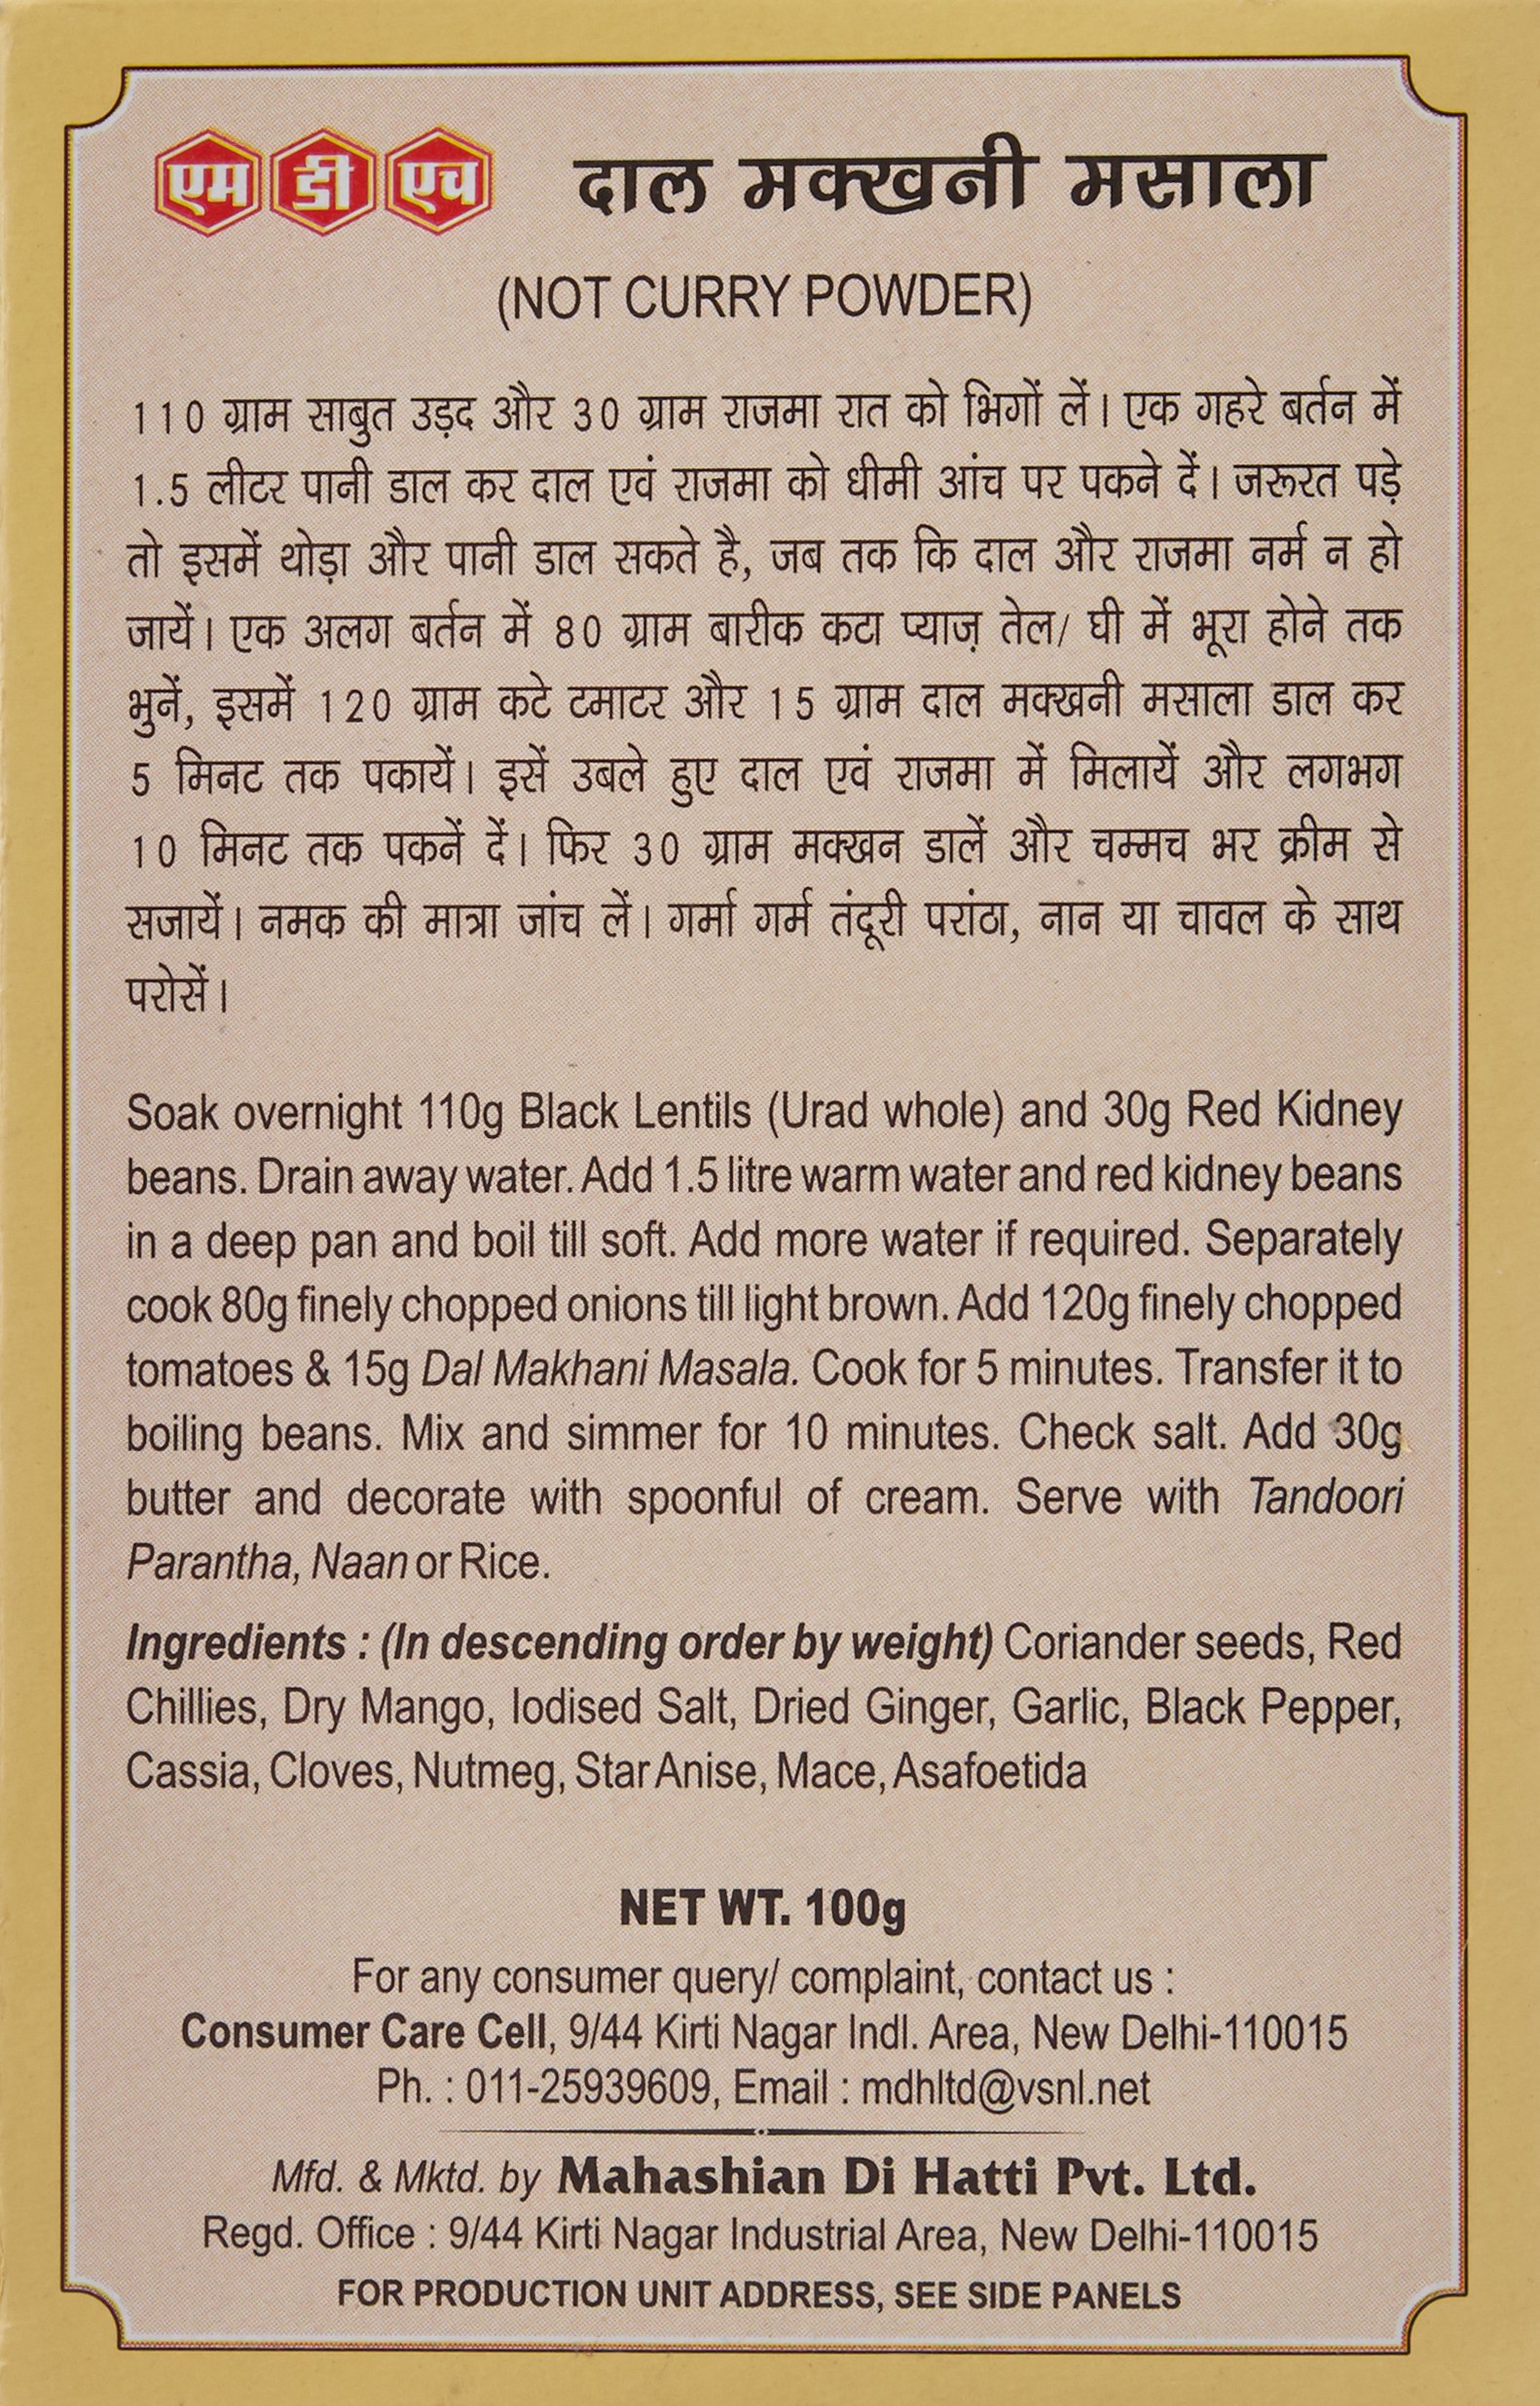 एम डी एच दाल मक्खनी मसाला
(NOT CURRY POWDER)
110 ग्राम साबुत उड़द और 30 ग्राम राजमा रात को भिगों लें। एक गहरे बर्तन में
1.5 लीटर पानी डाल कर दाल एवं राजमा को धीमी आंच पर पकने दें। जरूरत पड़े
तो इसमें थोड़ा और पानी डाल सकते है, जब तक कि दाल और राजमा नर्म न हो
जायें। एक अलग बर्तन में 80 ग्राम बारीक कटा प्याज़ तेल/ घी में भूरा होने तक
भुनें, इसमें 120 ग्राम कटे टमाटर और 15 ग्राम दाल मक्खनी मसाला डाल कर
5 मिनट तक पकायें। इसें उबले हुए दाल एवं राजमा में मिलायें और लगभग
10 मिनट तक पकनें दें। फिर 30 ग्राम मक्खन डालें और चम्मच भर क्रीम से
सजायें। नमक की मात्रा जांच लें। गर्मा गर्म तंदूरी परांठा, नान या चावल के साथ
परोसें।
Soak overnight 110g Black Lentils (Urad whole) and 30g Red Kidney
beans. Drain away water. Add 1.5 litre warm water and red kidney beans
in a deep pan and boil till soft. Add more water if required. Separately
cook 80g finely chopped onions till light brown. Add 120g finely chopped
tomatoes & 15g Dal Makhani Masala. Cook for 5 minutes. Transfer it to
boiling beans. Mix and simmer for 10 minutes. Check salt. Add 30g
butter and decorate with spoonful of cream. Serve with Tandoori
Parantha, Naan or Rice.
Ingredients : (In descending order by weight) Coriander seeds, Red
Chillies, Dry Mango, Iodised Salt, Dried Ginger, Garlic, Black Pepper,
Cassia, Cloves, Nutmeg, Star Anise, Mace, Asafoetida
NET WT. 100g
For any consumer query/ complaint, contact us :
Consumer Care Cell, 9/44 Kirti Nagar Indl. Area, New Delhi-110015
Ph. : 011-25939609, Email : mdhltd@vsnl.net
Mfd. & Mktd. by Mahashian Di Hatti Pvt. Ltd.
Regd. Office : 9/44 Kirti Nagar Industrial Area, New Delhi-110015
FOR PRODUCTION UNIT ADDRESS, SEE SIDE PANELS